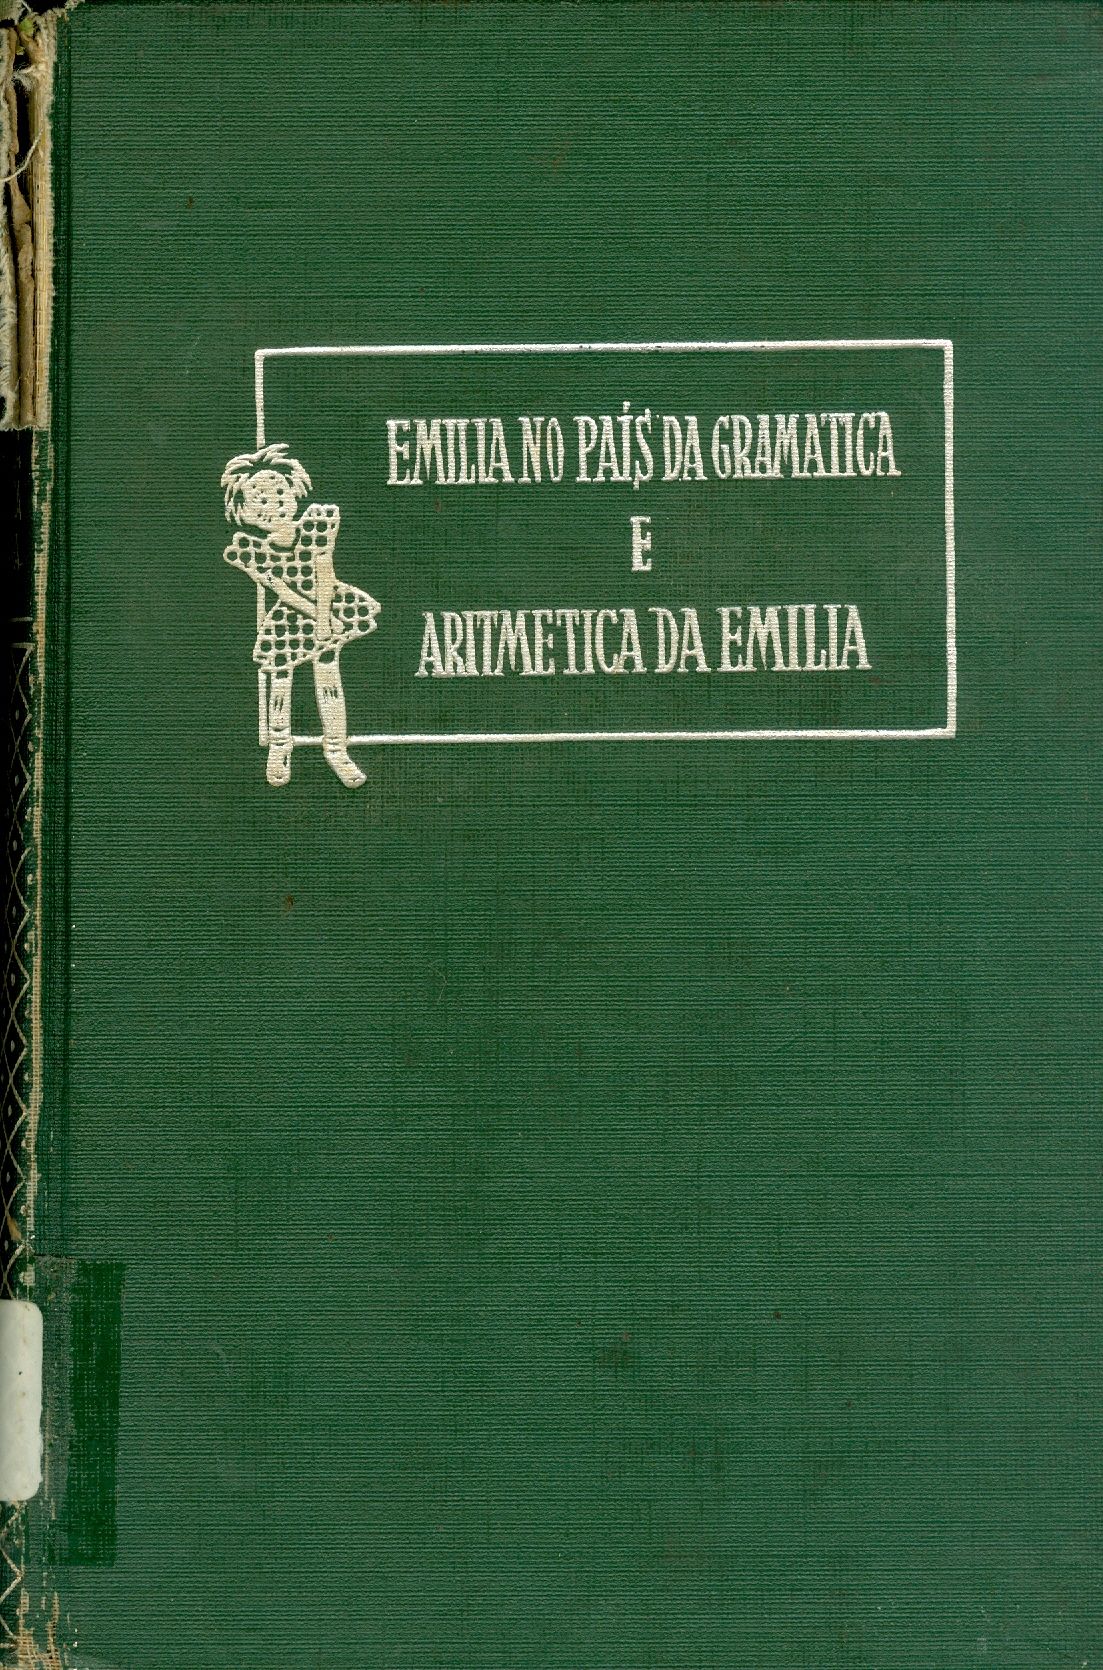 EMILIA NO PAÍS DA GRAMATICA
E
ARITMETICA DA EMILIA